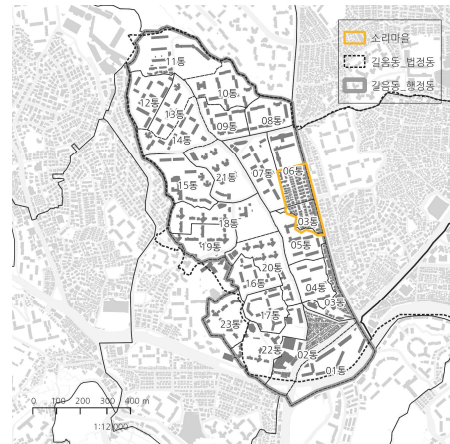 소리마을
길음동 법정동
길음동 행정동
11통
10통
12통
13통
09통
08통
14통
07통
06통
21통
15통
18통
03통
19통
05통
20통
16통
04통
03통
17통
23통
22통
02통
01통
0 100 200 300 400 m
1:12 000